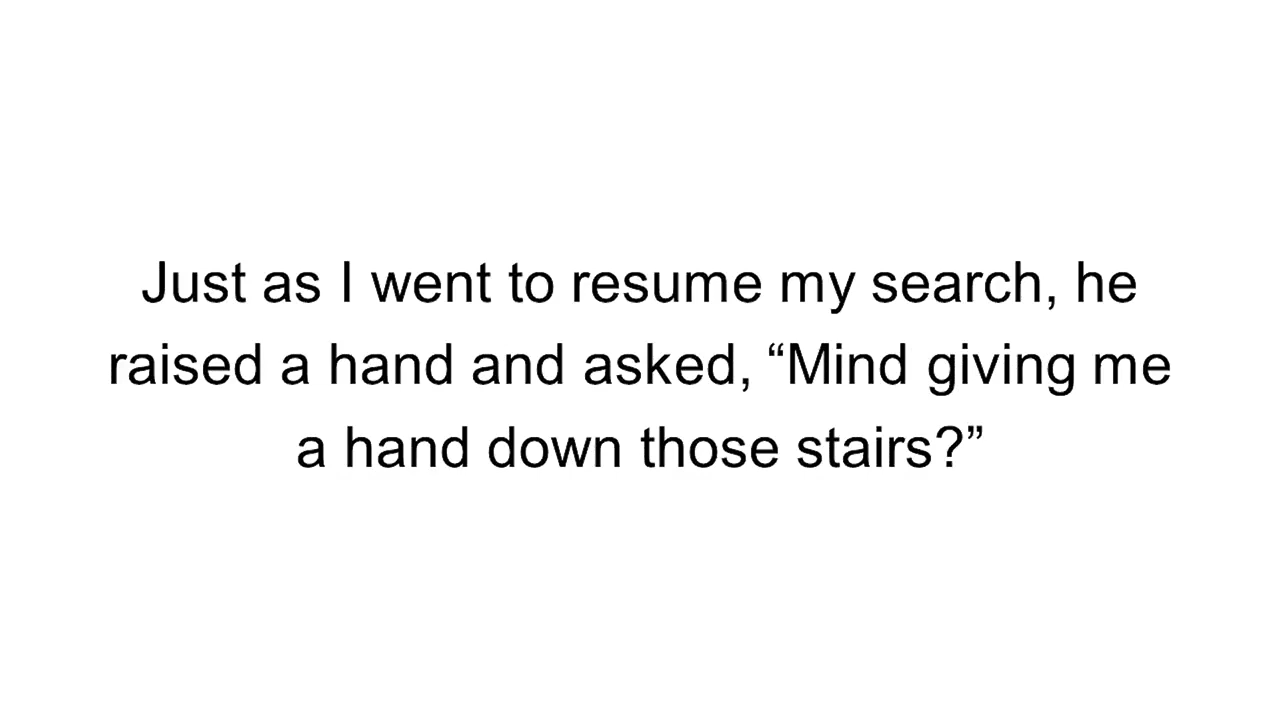 Just as I went to resume my search, he
raised a hand and asked, “Mind giving me
a hand down those stairs?”